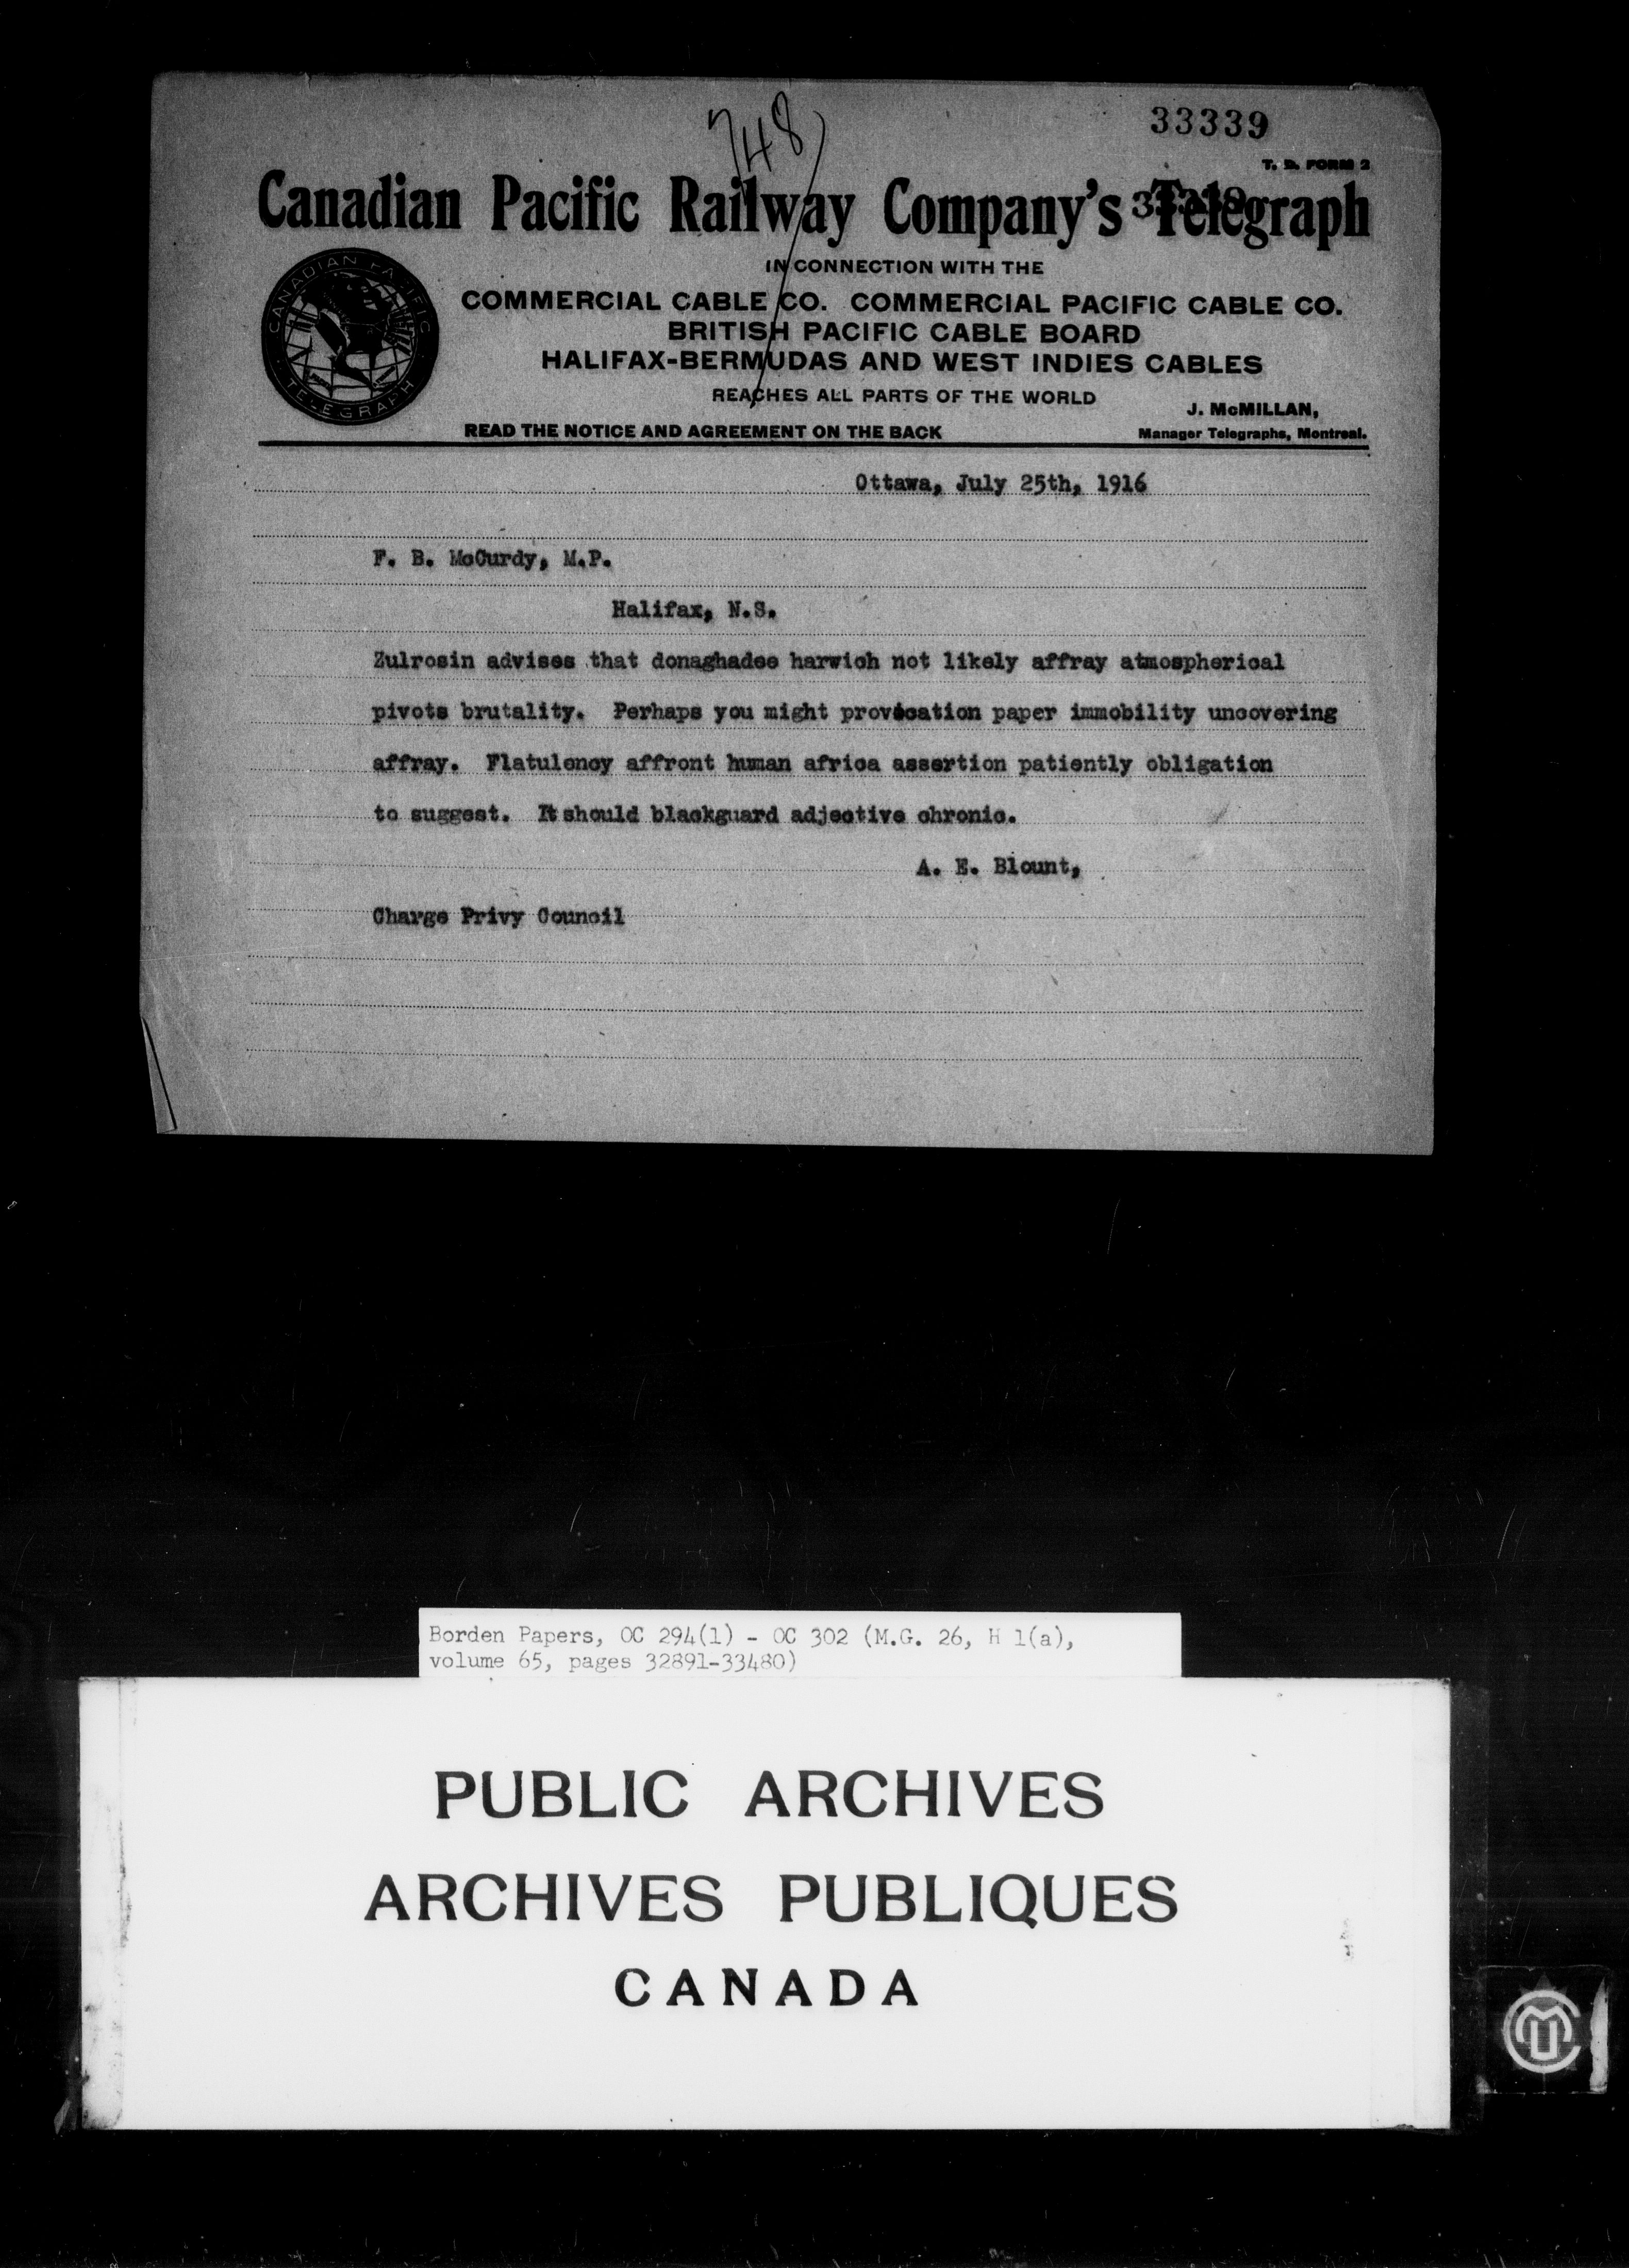 748
33339
T. D. FORM 2
Canadian Pacific Railway Company's Telegraph
IN CONNECTION WITH THE
CANADIAN PACIFIC
TELEGRAPH
COMMERCIAL CABLE CO. COMMERCIAL PACIFIC CABLE CO.
BRITISH PACIFIC CABLE BOARD
HALIFAX-BERMUDAS AND WEST INDIES CABLES
REACHES ALL PARTS OF THE WORLD
J. McMILLAN,
READ THE NOTICE AND AGREEMENT ON THE BACK
Manager Telegraphs, Montreal.
Ottawa, July 25th, 1916
F. B. McCurdy, M.P.
Halifax, N.S.
Zulrosin advises that donaghadee harwich not likely affray atmospherical
pivots brutality. Perhaps you might provocation paper immobility uncovering
affray. Flatulency affront human africa assertion patiently obligation
to suggest. It should blackguard adjective chronic.
A. E. Blount,
Charge Privy Council
Borden Papers, OC 294(1) - OC 302 (M.G. 26, H 1(a),
volume 65, pages 32891-33480)
PUBLIC ARCHIVES
ARCHIVES PUBLIQUES
CANADA